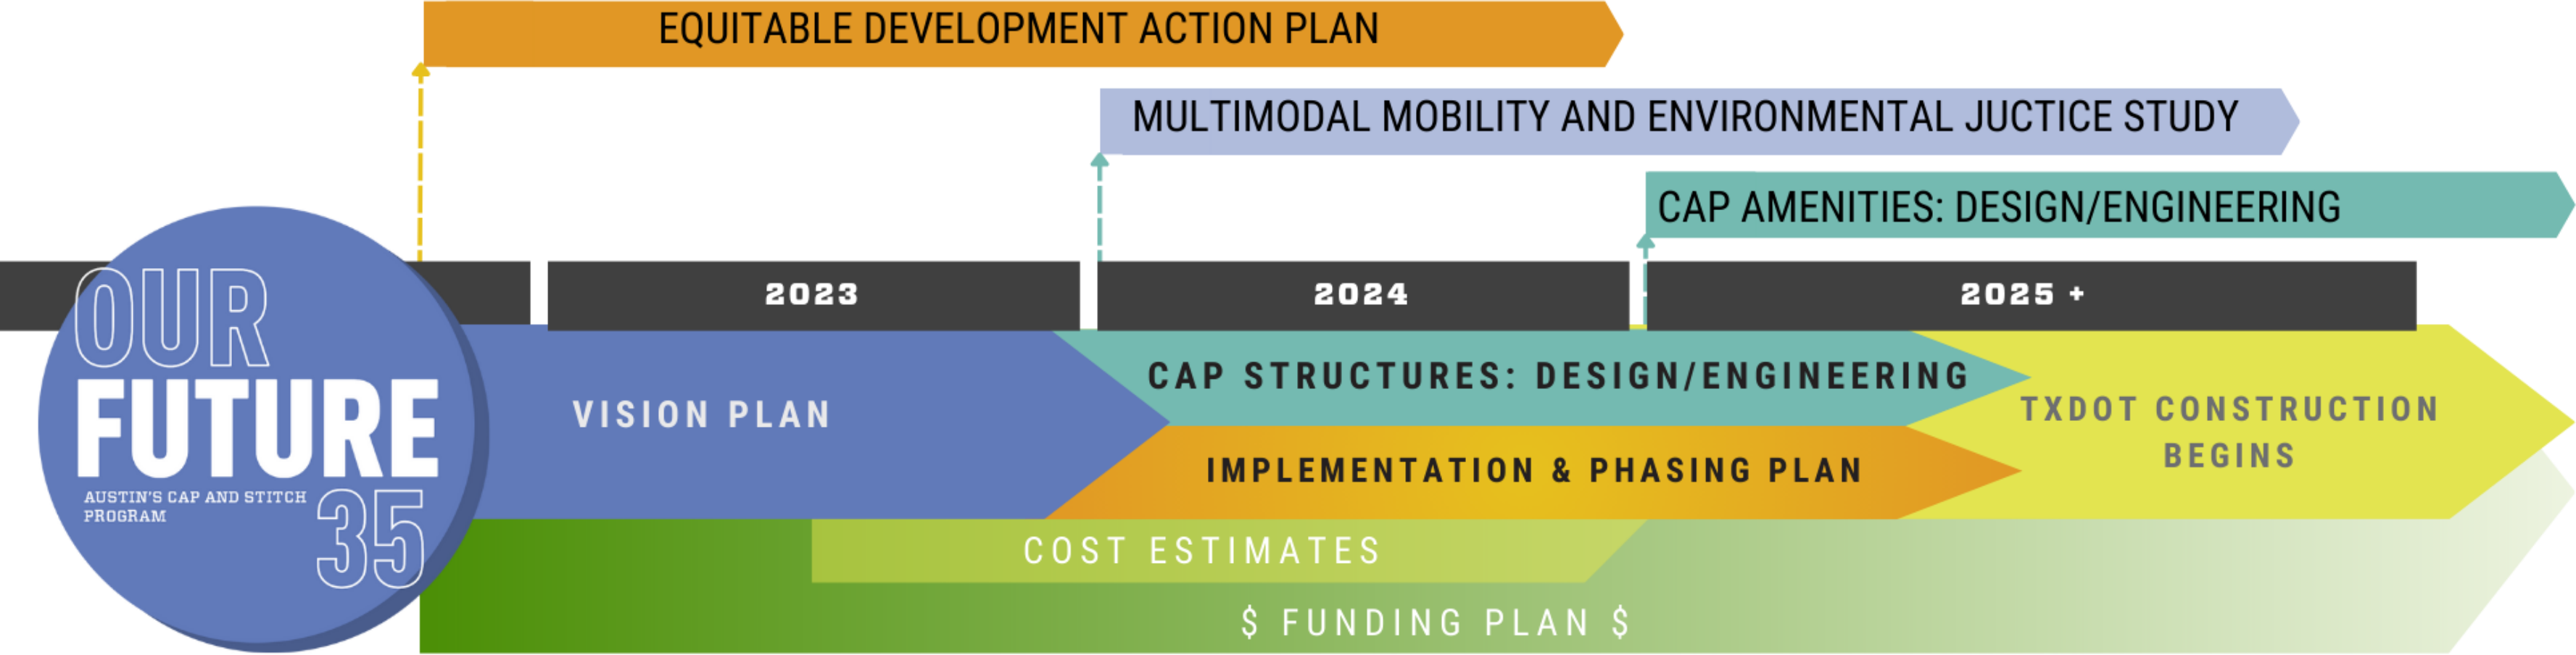 EQUITABLE DEVELOPMENT ACTION PLAN
MULTIMODAL MOBILITY AND ENVIRONMENTAL JUCTICE STUDY
CAP AMENITIES: DESIGN/ENGINEERING
2023
2024
2025 +
OUR
FUTURE
35
AUSTIN'S CAP AND STITCH
PROGRAM
VISION PLAN
CAP STRUCTURES: DESIGN/ENGINEERING
IMPLEMENTATION & PHASING PLAN
TXDOT CONSTRUCTION
BEGINS
COST ESTIMATES
$ FUNDING PLAN $